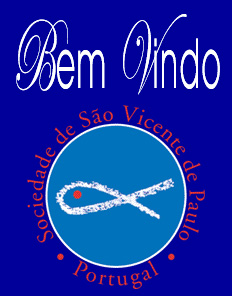 Bem Vindo
Sociedade de São Vicente de Paulo
• Portugal •